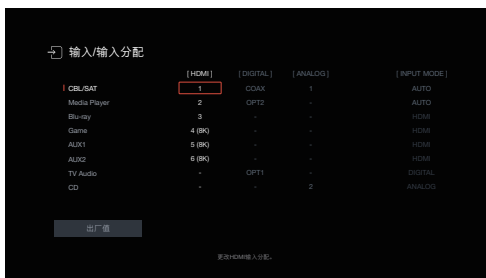 输入/输入分配
[ HDMI ] [ DIGITAL ] [ ANALOG ] [ INPUT MODE ]
CBL/SAT 1 COAX 1 AUTO
Media Player 2 OPT2 - AUTO
Blu-ray 3 - - HDMI
Game 4 (8K) - - HDMI
AUX1 5 (8K) - - HDMI
AUX2 6 (8K) - - HDMI
TV Audio - OPT1 - DIGITAL
CD - - 2 ANALOG
出厂值
更改HDMI输入分配。